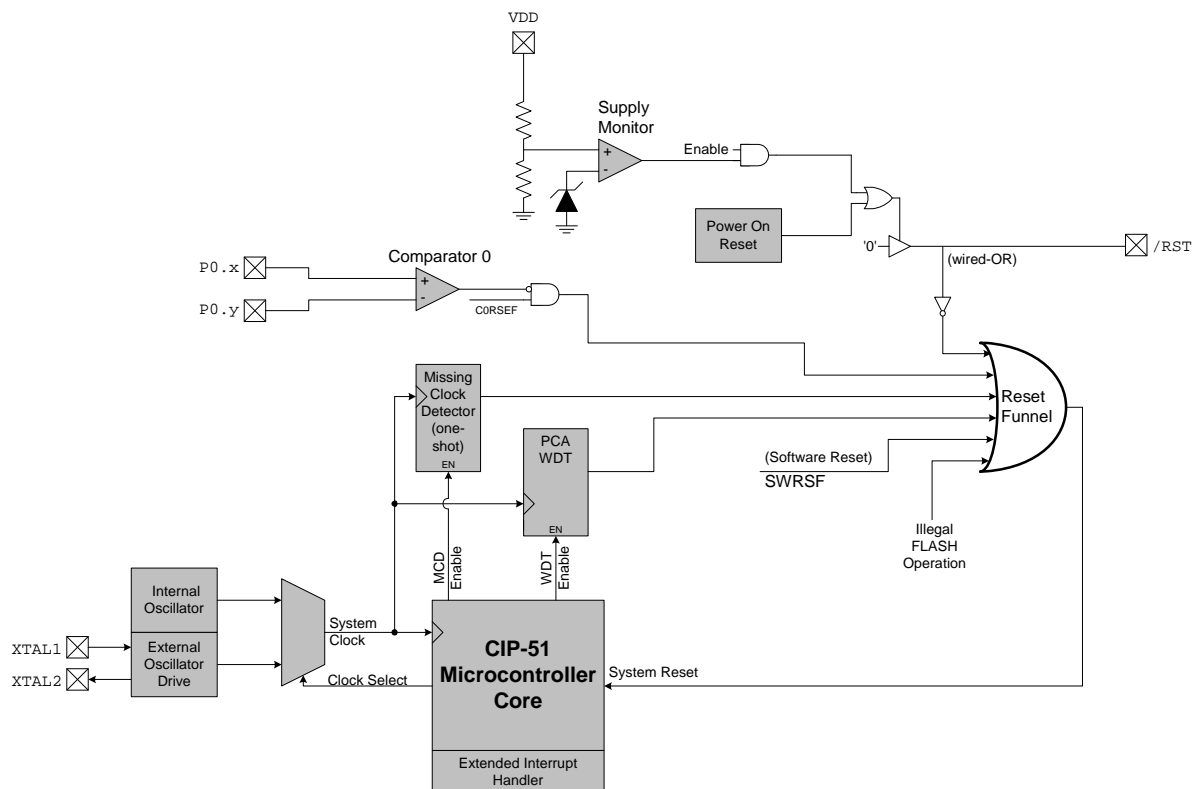 VDD
Supply
Monitor
+
-
Enable
Power On
Reset
'0'
/RST
(wired-OR)
P0.x
P0.y
Comparator 0
+
-
C0RSEF
Missing
Clock
Detector
(one-
shot)
EN
PCA
WDT
EN
Reset
Funnel
(Software Reset)
SWRSF
Illegal
FLASH
Operation
MCD
Enable
WDT
Enable
Internal
Oscillator
External
Oscillator
Drive
XTAL1
XTAL2
System
Clock
Clock Select
CIP-51
Microcontroller
Core
System Reset
Extended Interrupt
Handler